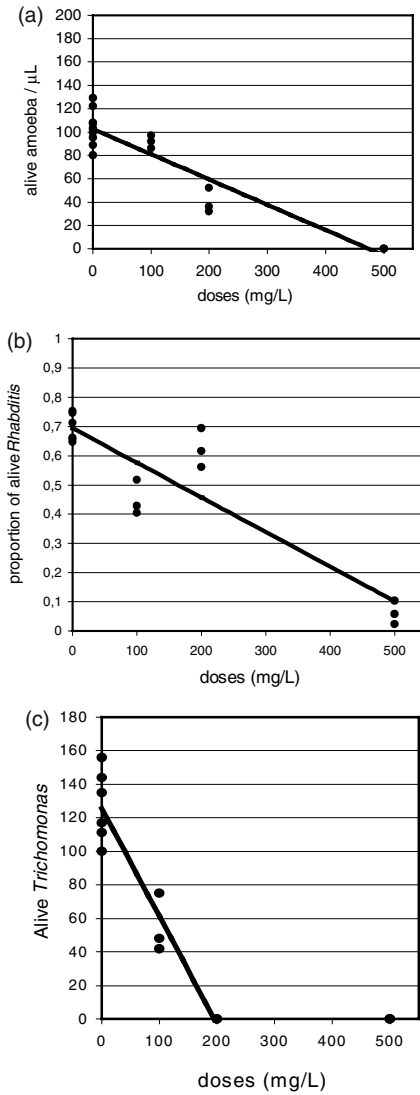 (a)
alive amoeba / μL
200
180
160
140
120
100
80
60
40
20
0
0 100 200 300 400 500
doses (mg/L)
(b)
proportion of alive Rhabditis
1
0,9
0,8
0,7
0,6
0,5
0,4
0,3
0,2
0,1
0
0 100 200 300 400 500
doses (mg/L)
(c)
Alive Trichomonas
180
160
140
120
100
80
60
40
20
0
0 100 200 300 400 500
doses (mg/L)